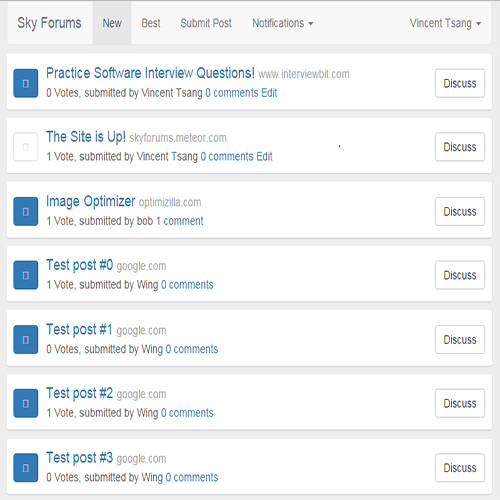 Sky Forums New Best Submit Post Notifications Vincent Tsang
Practice Software Interview Questions! www.interviewbit.com
0 Votes, submitted by Vincent Tsang 0 comments Edit
Discuss
The Site is Up! skyforums.meteor.com
1 Vote, submitted by Vincent Tsang 0 comments Edit
Discuss
Image Optimizer optimizilla.com
1 Vote, submitted by bob 1 comment
Discuss
Test post #0 google.com
1 Vote, submitted by Wing 0 comments
Discuss
Test post #1 google.com
0 Votes, submitted by Wing 0 comments
Discuss
Test post #2 google.com
1 Vote, submitted by Wing 0 comments
Discuss
Test post #3 google.com
0 Votes, submitted by Wing 0 comments
Discuss